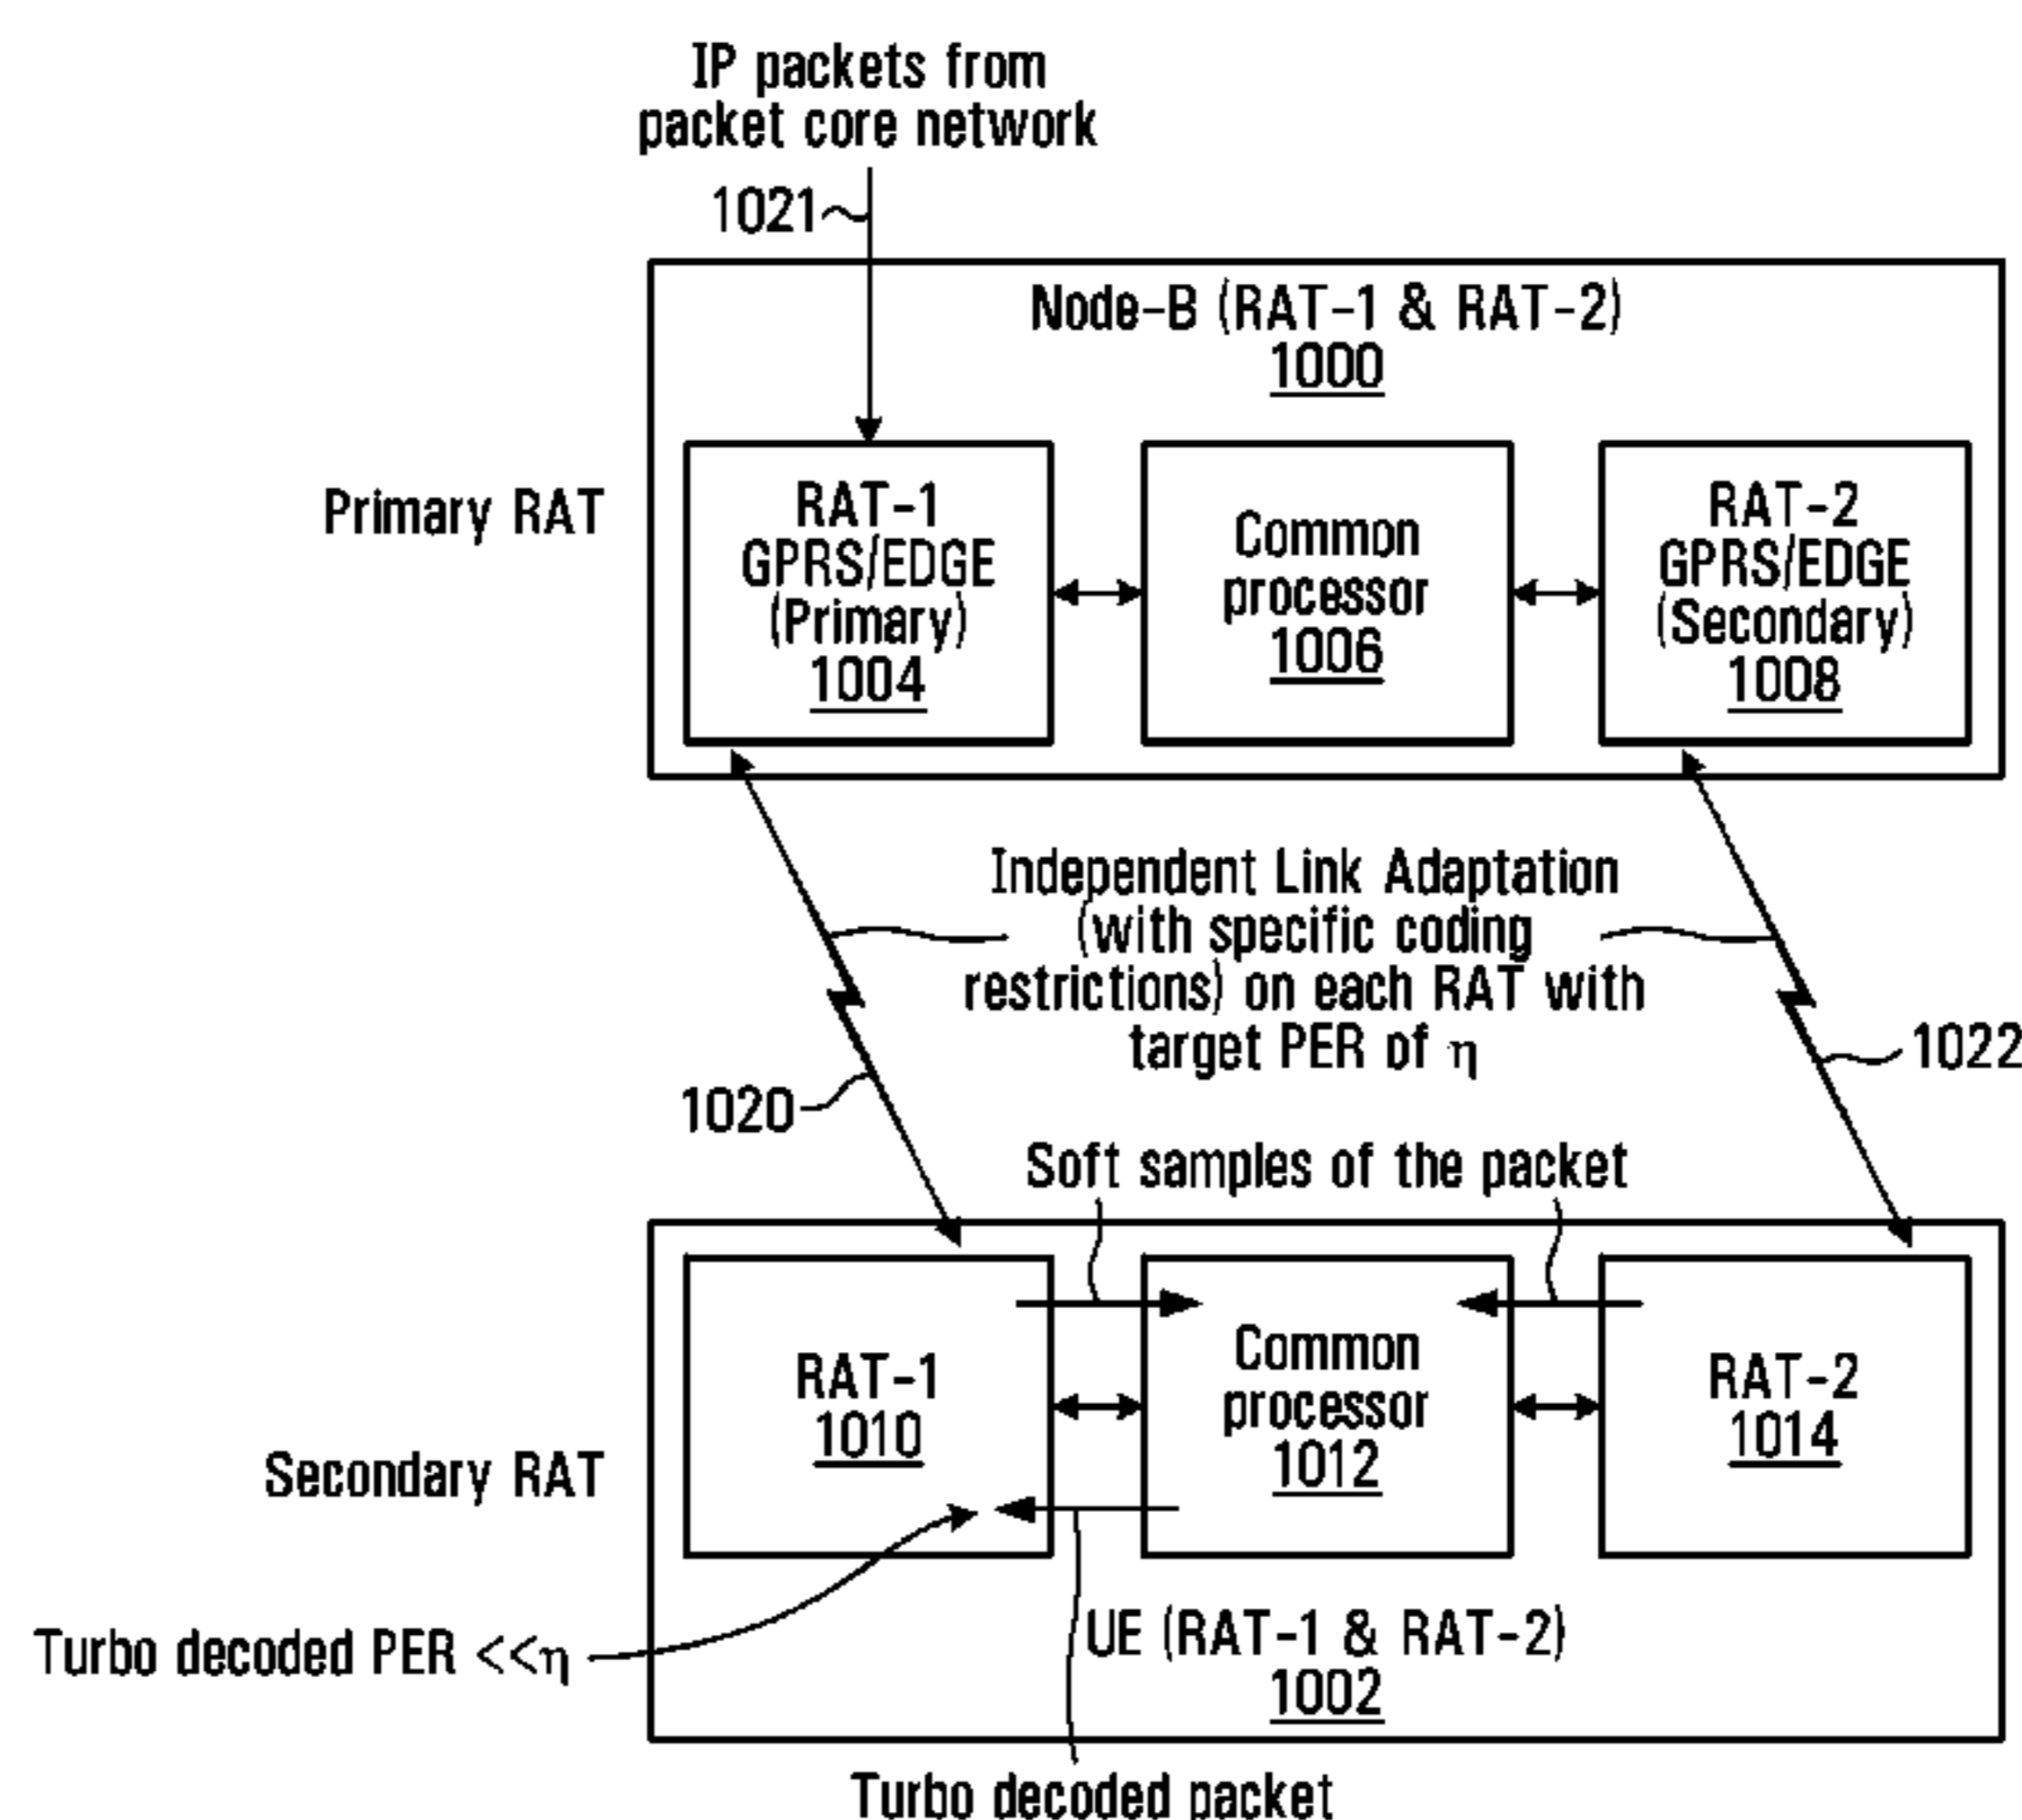 IP packets from
packet core network
1021
Node-B (RAT-1 & RAT-2)
1000
Primary RAT
RAT-1
GPRS/EDGE
(Primary)
1004
Common
processor
1006
RAT-2
GPRS/EDGE
(Secondary)
1008
Independent Link Adaptation
(with specific coding
restrictions) on each RAT with
target PER of η
1020
1022
Soft samples of the packet
Secondary RAT
RAT-1
1010
Common
processor
1012
RAT-2
1014
Turbo decoded PER <<η
UE (RAT-1 & RAT-2)
1002
Turbo decoded packet